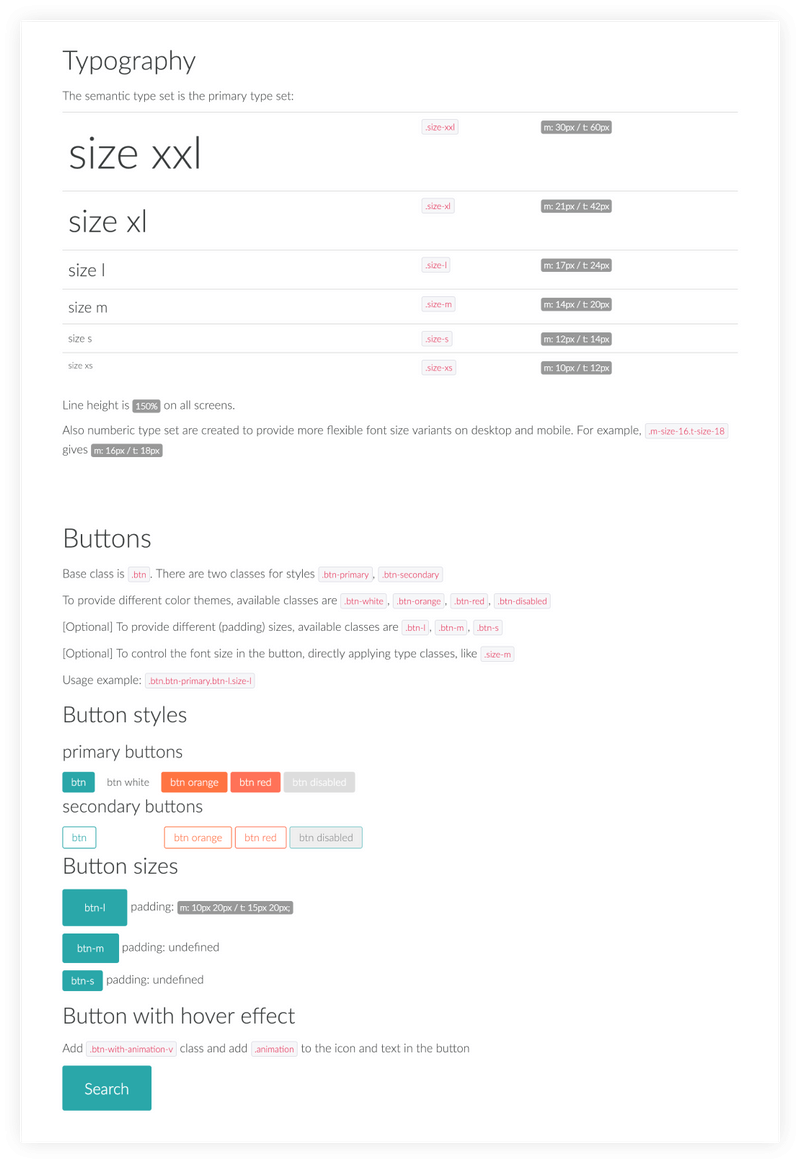 Typography
The semantic type set is the primary type set:
size xxl .size-xxl m: 30px / t: 60px
size xl .size-xl m: 21px / t: 42px
size l .size-l m: 17px / t: 24px
size m .size-m m: 14px / t: 20px
size s .size-s m: 12px / t: 14px
size xs .size-xs m: 10px / t: 12px
Line height is 150% on all screens.
Also numberic type set are created to provide more flexible font size variants on desktop and mobile. For example, .m-size-16.t-size-18
gives m: 16px / t: 18px
Buttons
Base class is .btn. There are two classes for styles .btn-primary, .btn-secondary
To provide different color themes, available classes are .btn-white, .btn-orange, .btn-red, .btn-disabled
[Optional] To provide different (padding) sizes, available classes are .btn-l, .btn-m, .btn-s
[Optional] To control the font size in the button, directly applying type classes, like .size-m
Usage example: .btn.btn-primary.btn-l.size-l
Button styles
primary buttons
btn btn white btn orange btn red btn disabled
secondary buttons
btn btn orange btn red btn disabled
Button sizes
btn-l padding: m: 10px 20px / t: 15px 20px;
btn-m padding: undefined
btn-s padding: undefined
Button with hover effect
Add .btn-with-animation-v class and add .animation to the icon and text in the button
Search